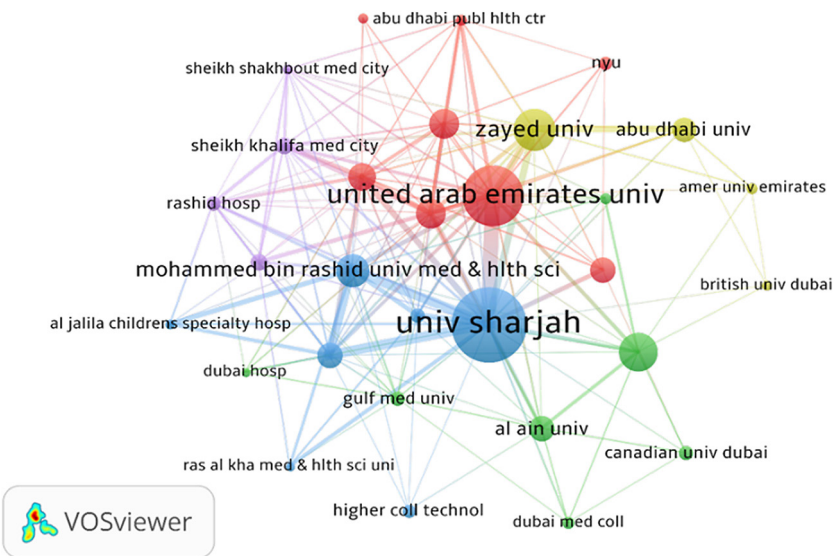 abu dhabi publ hlth ctr
nyu
sheikh shakhbout med city
zayed univ
abu dhabi univ
sheikh khalifa med city
amer univ emirates
united arab emirates univ
rashid hosp
mohammed bin rashid univ med & hlth sci
british univ dubai
univ sharjah
al jalila childrens specialty hosp
dubai hosp
gulf med univ
al ain univ
canadian univ dubai
ras al kha med & hlth sci uni
higher coll technol
dubai med coll
VOSviewer